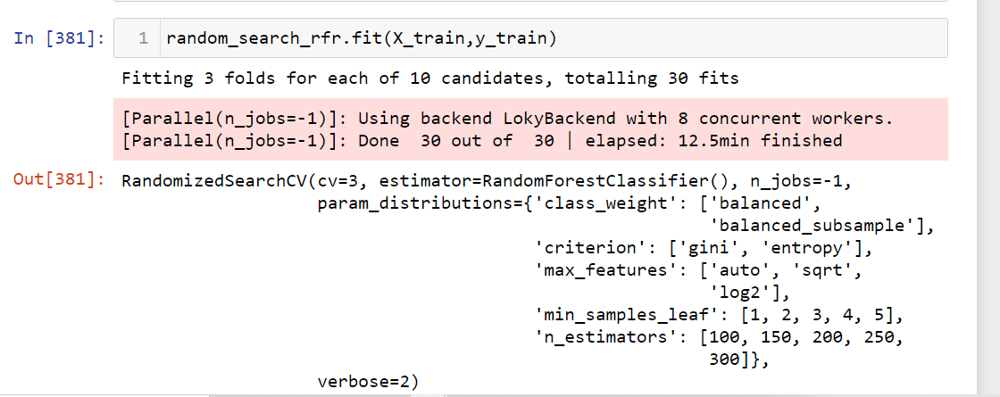 In [381]: 1 random_search_rfr.fit(X_train,y_train)
Fitting 3 folds for each of 10 candidates, totalling 30 fits
[Parallel(n_jobs=-1)]: Using backend LokyBackend with 8 concurrent workers.
[Parallel(n_jobs=-1)]: Done  30 out of  30 | elapsed: 12.5min finished
Out[381]: RandomizedSearchCV(cv=3, estimator=RandomForestClassifier(), n_jobs=-1,
param_distributions={'class_weight': ['balanced',
'balanced_subsample'],
'criterion': ['gini', 'entropy'],
'max_features': ['auto', 'sqrt',
'log2'],
'min_samples_leaf': [1, 2, 3, 4, 5],
'n_estimators': [100, 150, 200, 250,
300]},
verbose=2)